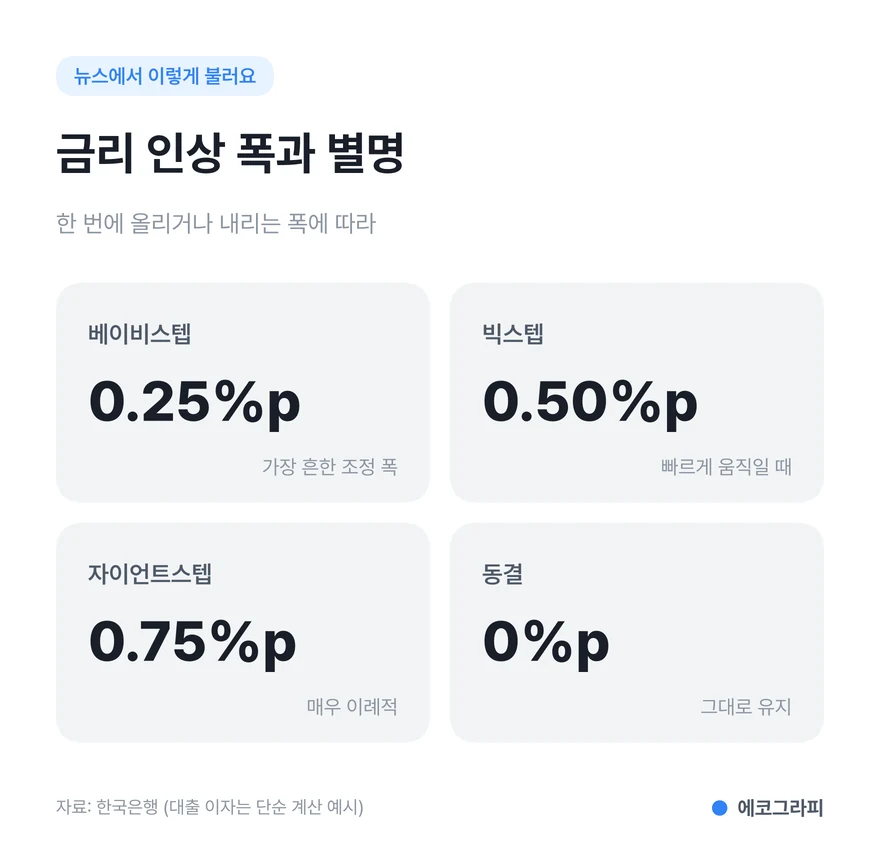 뉴스에서 이렇게 불러요
금리 인상 폭과 별명
한 번에 올리거나 내리는 폭에 따라
베이비스텝
0.25%p
가장 흔한 조정 폭
빅스텝
0.50%p
빠르게 움직일 때
자이언트스텝
0.75%p
매우 이례적
동결
0%p
그대로 유지
자료: 한국은행 (대출 이자는 단순 계산 예시)
에코그라피